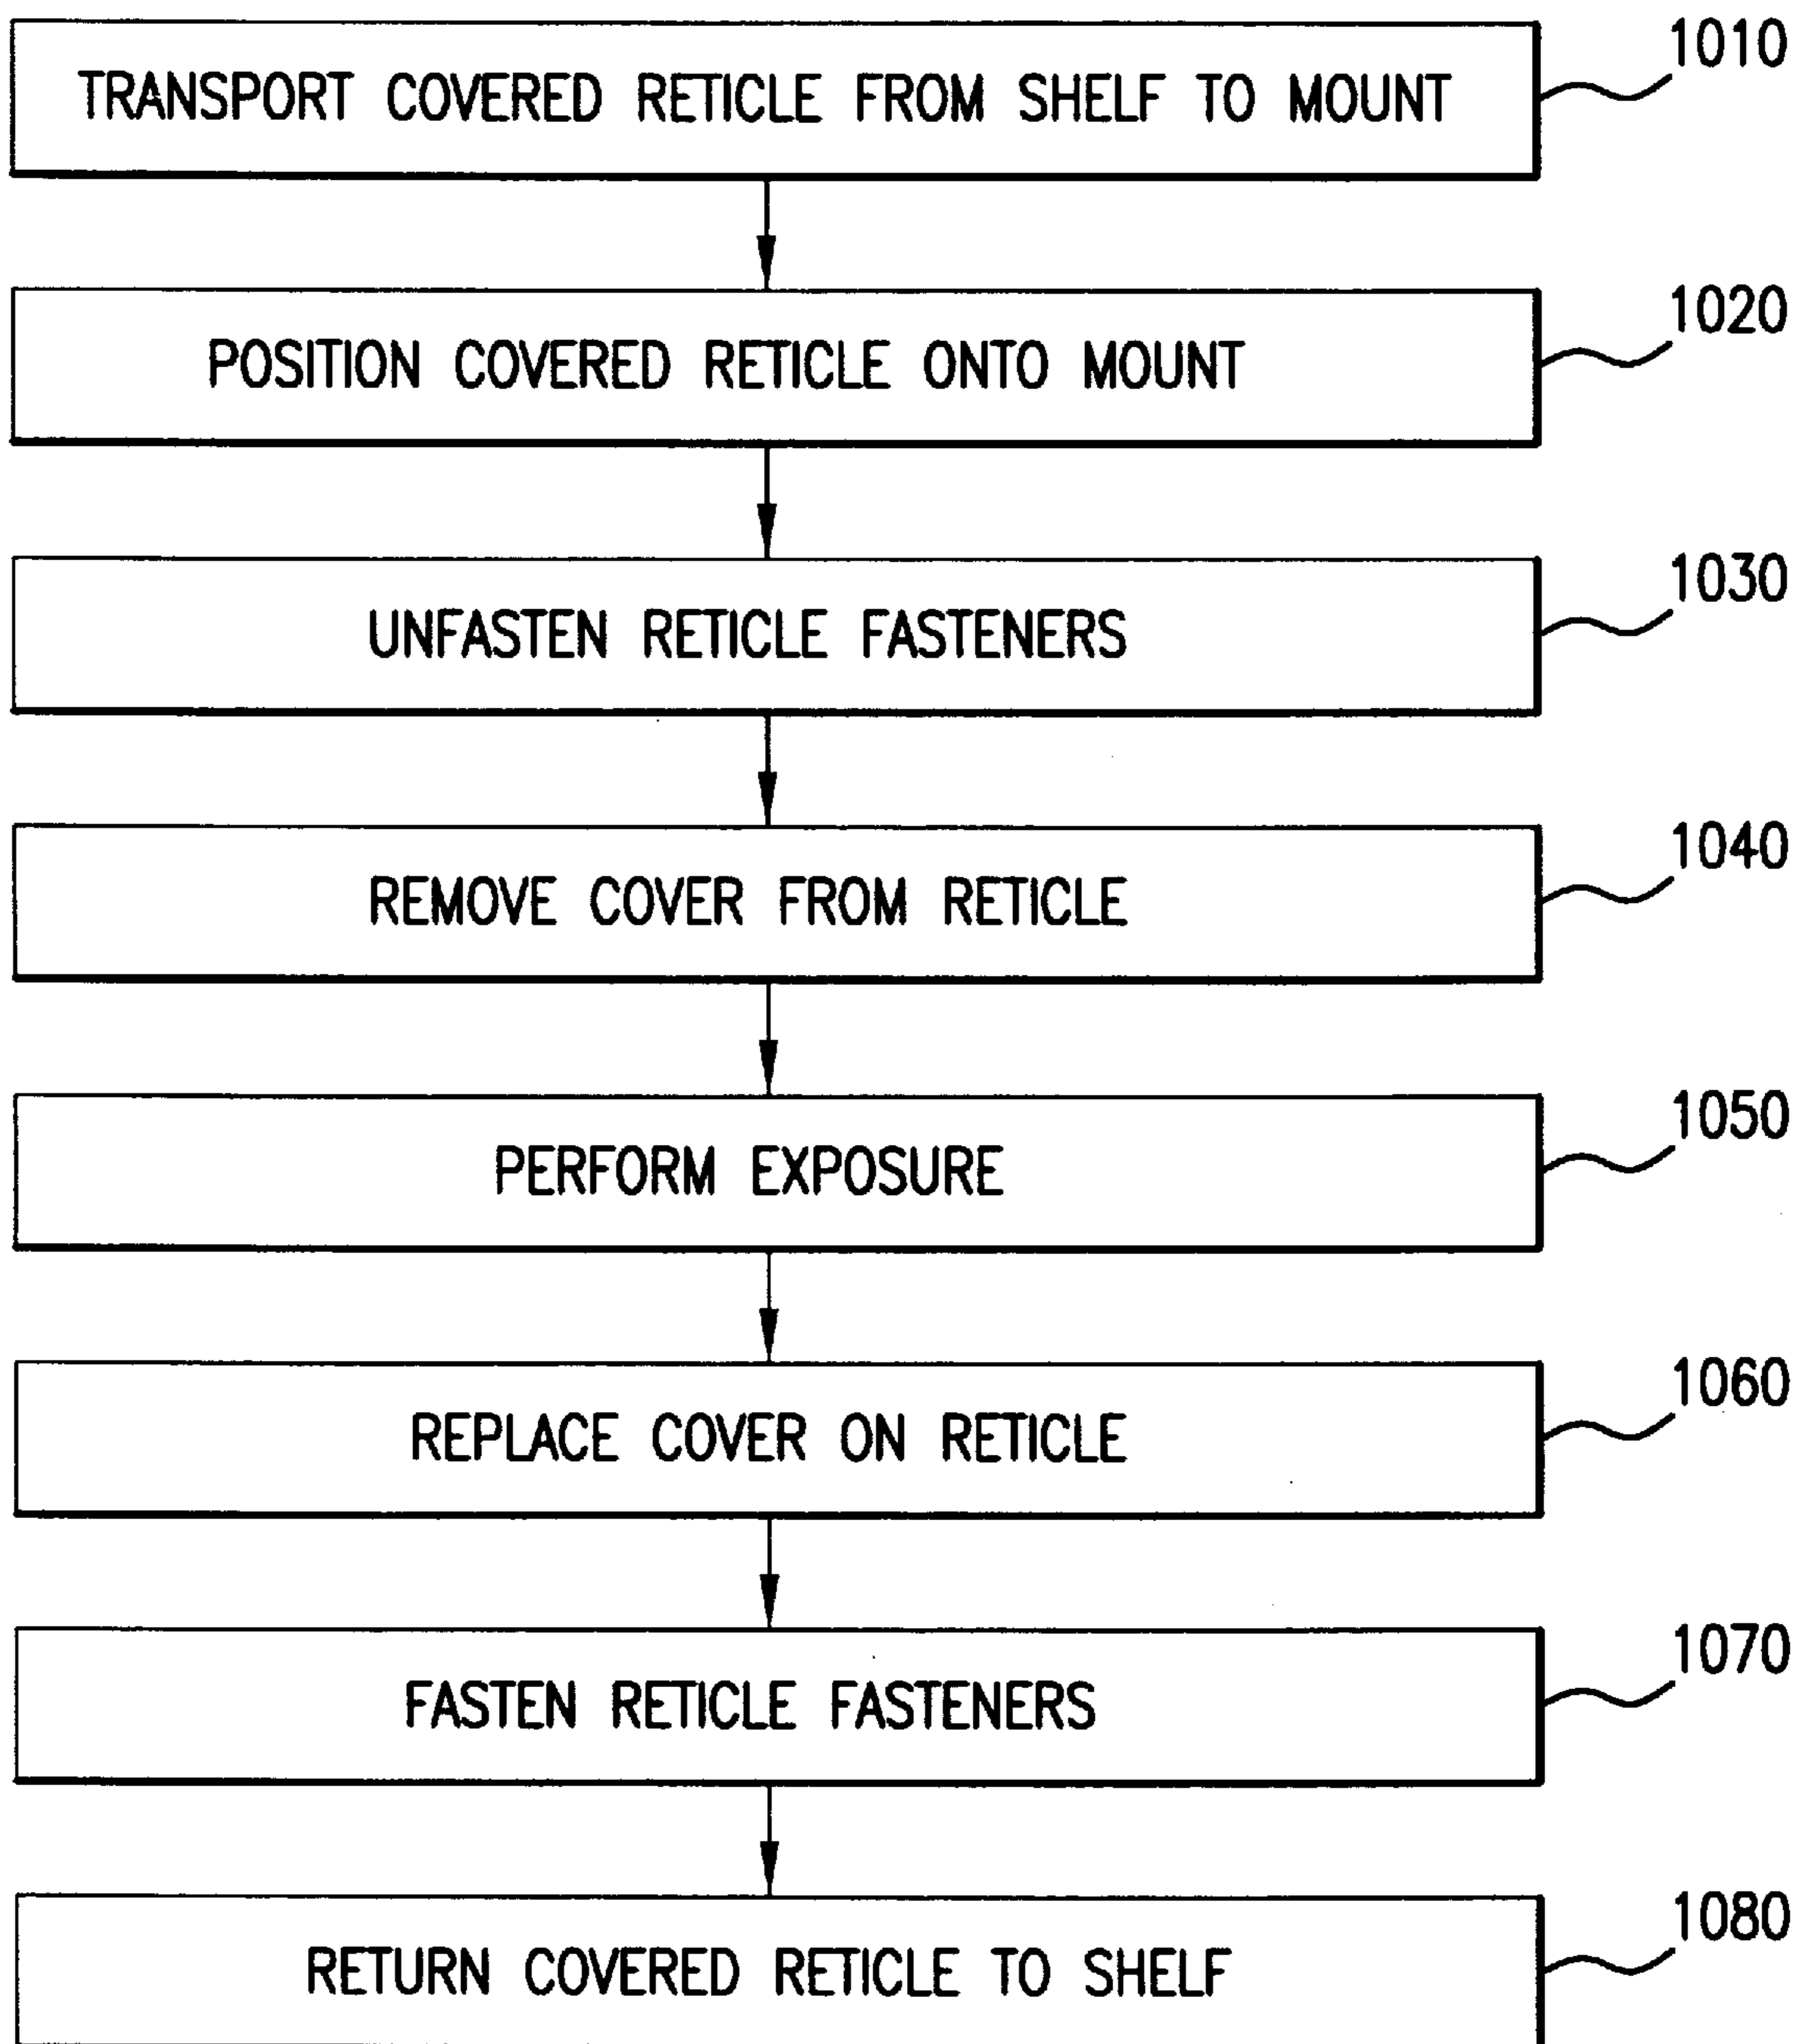 TRANSPORT COVERED RETICLE FROM SHELF TO MOUNT
1010
POSITION COVERED RETICLE ONTO MOUNT
1020
UNFASTEN RETICLE FASTENERS
1030
REMOVE COVER FROM RETICLE
1040
PERFORM EXPOSURE
1050
REPLACE COVER ON RETICLE
1060
FASTEN RETICLE FASTENERS
1070
RETURN COVERED RETICLE TO SHELF
1080